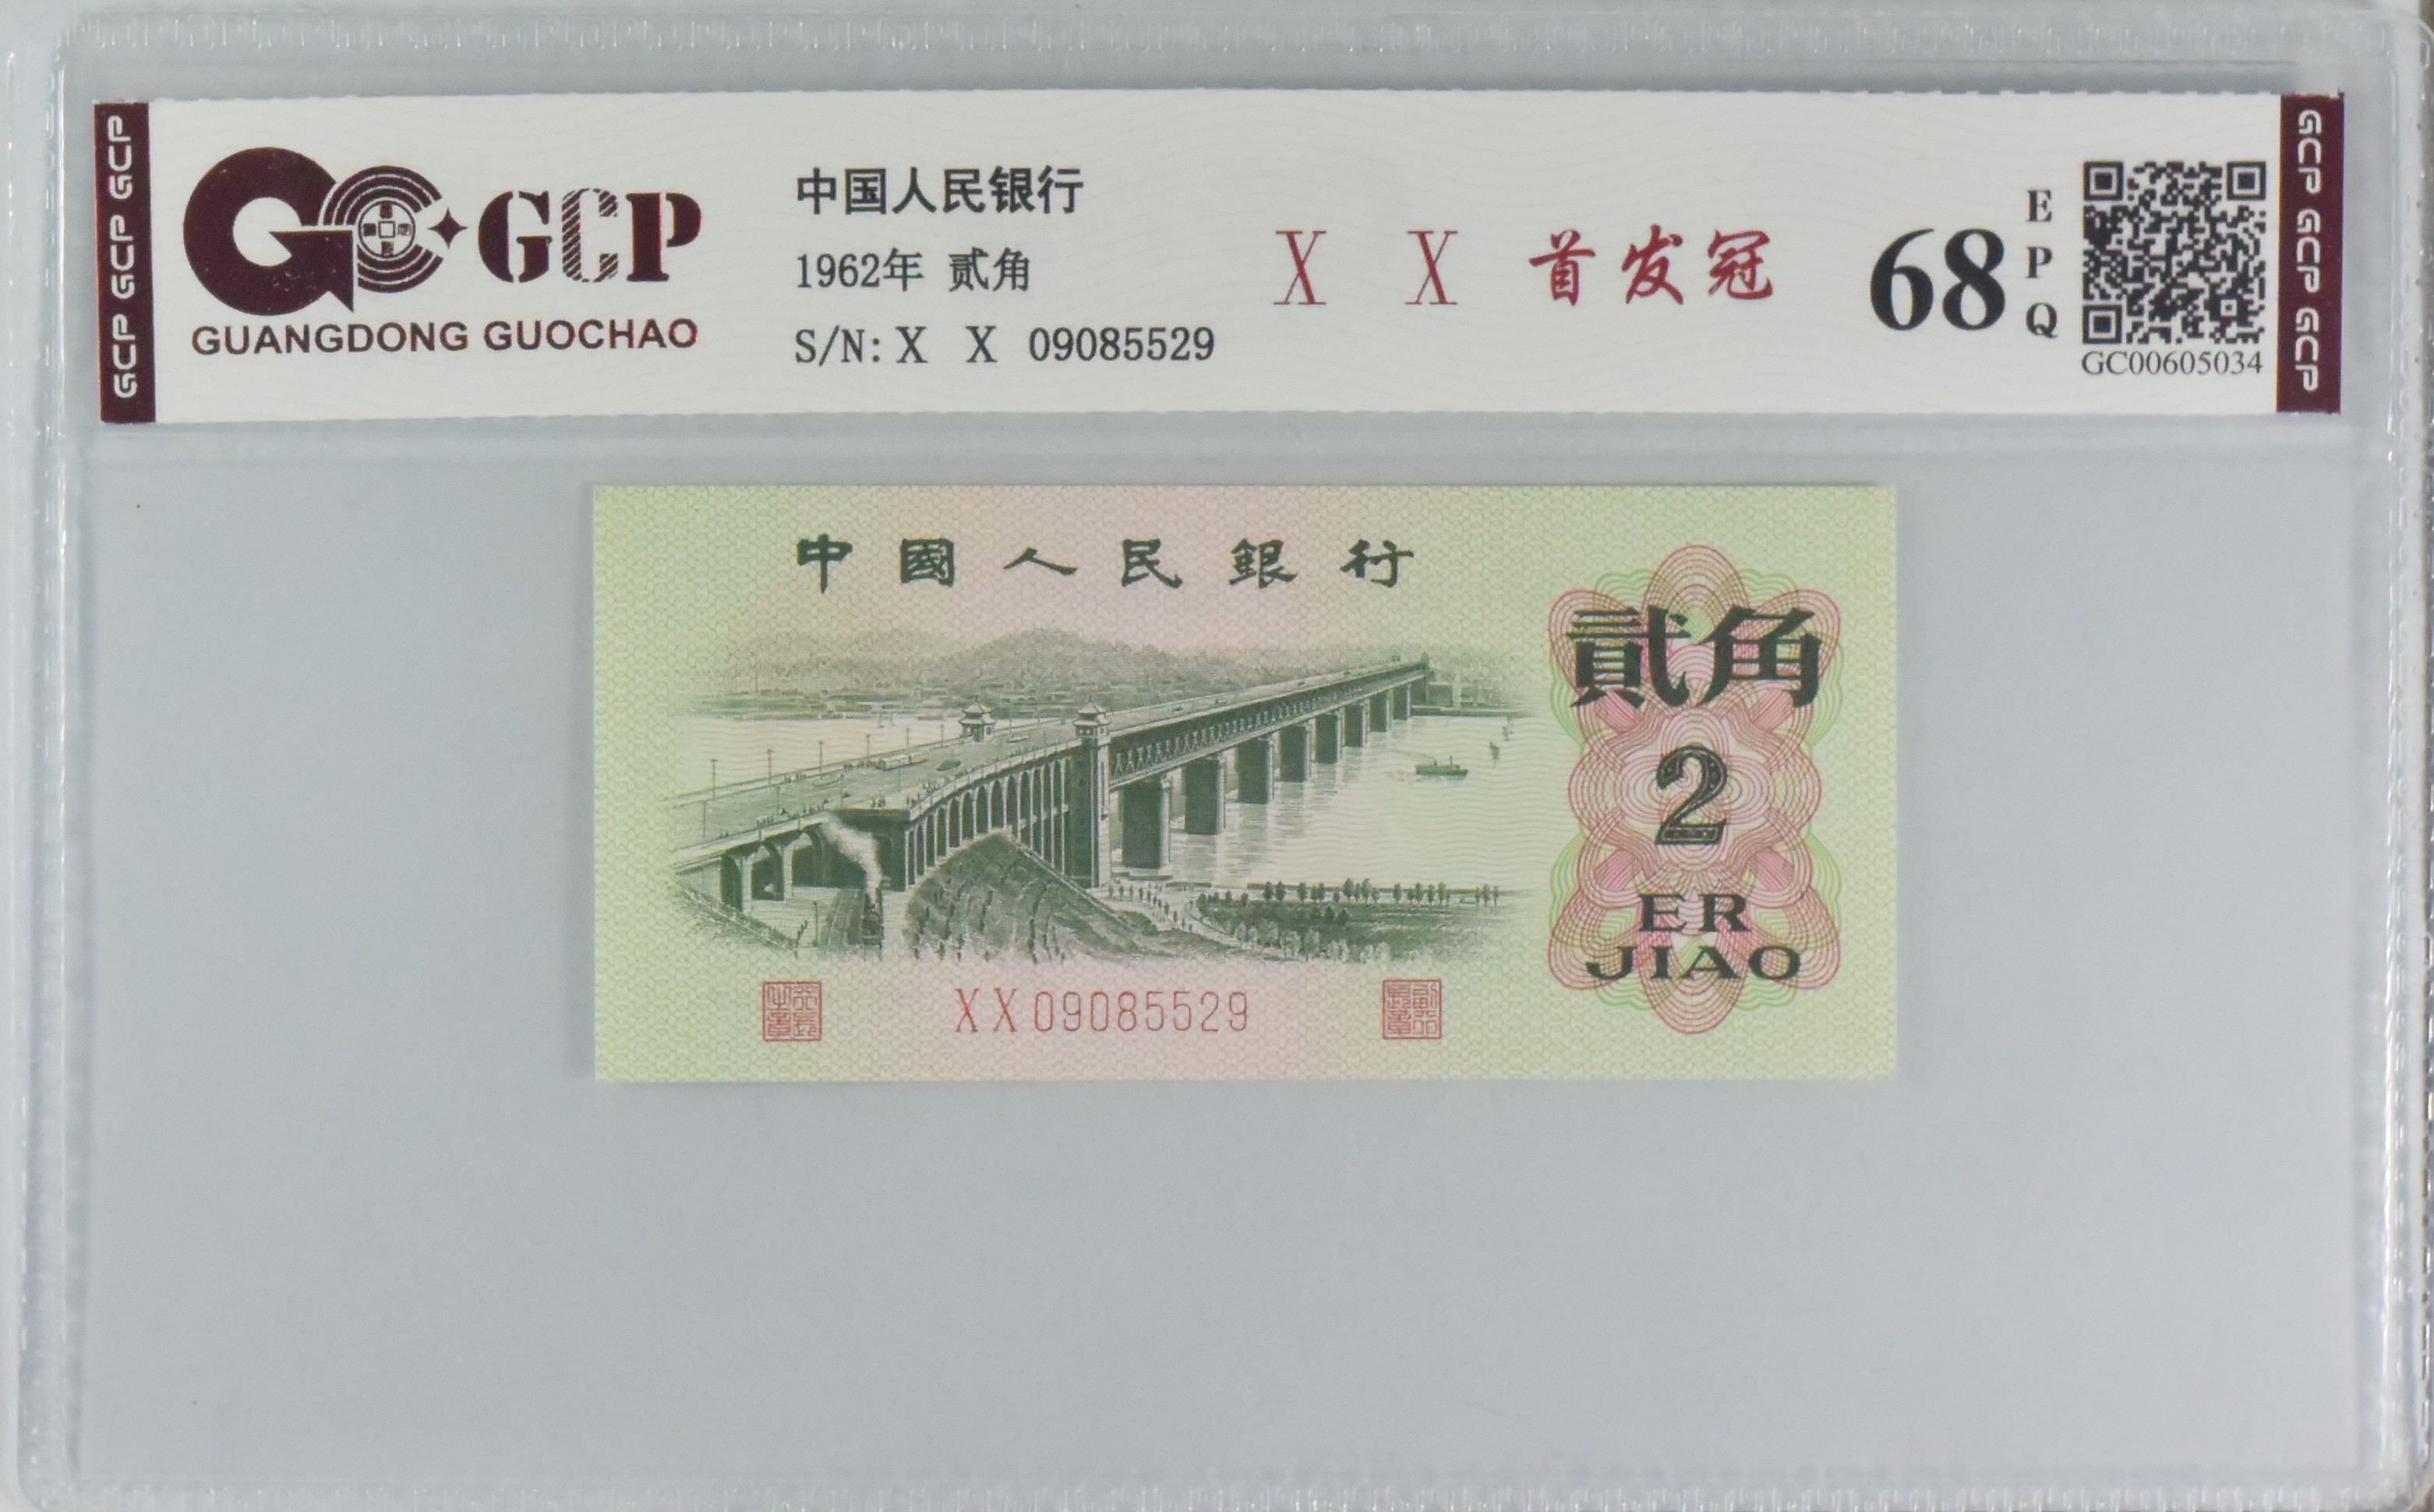 GCP GCP GCP
GCP
GUANGDONG GUOCHAO
中国人民银行
1962年 贰角
S/N: X X 09085529
X X 首发冠
68
EPQ
GC00605034
GCP GCP GCP
中國人民銀行
貳角
2
ER
JIAO
XX09085529